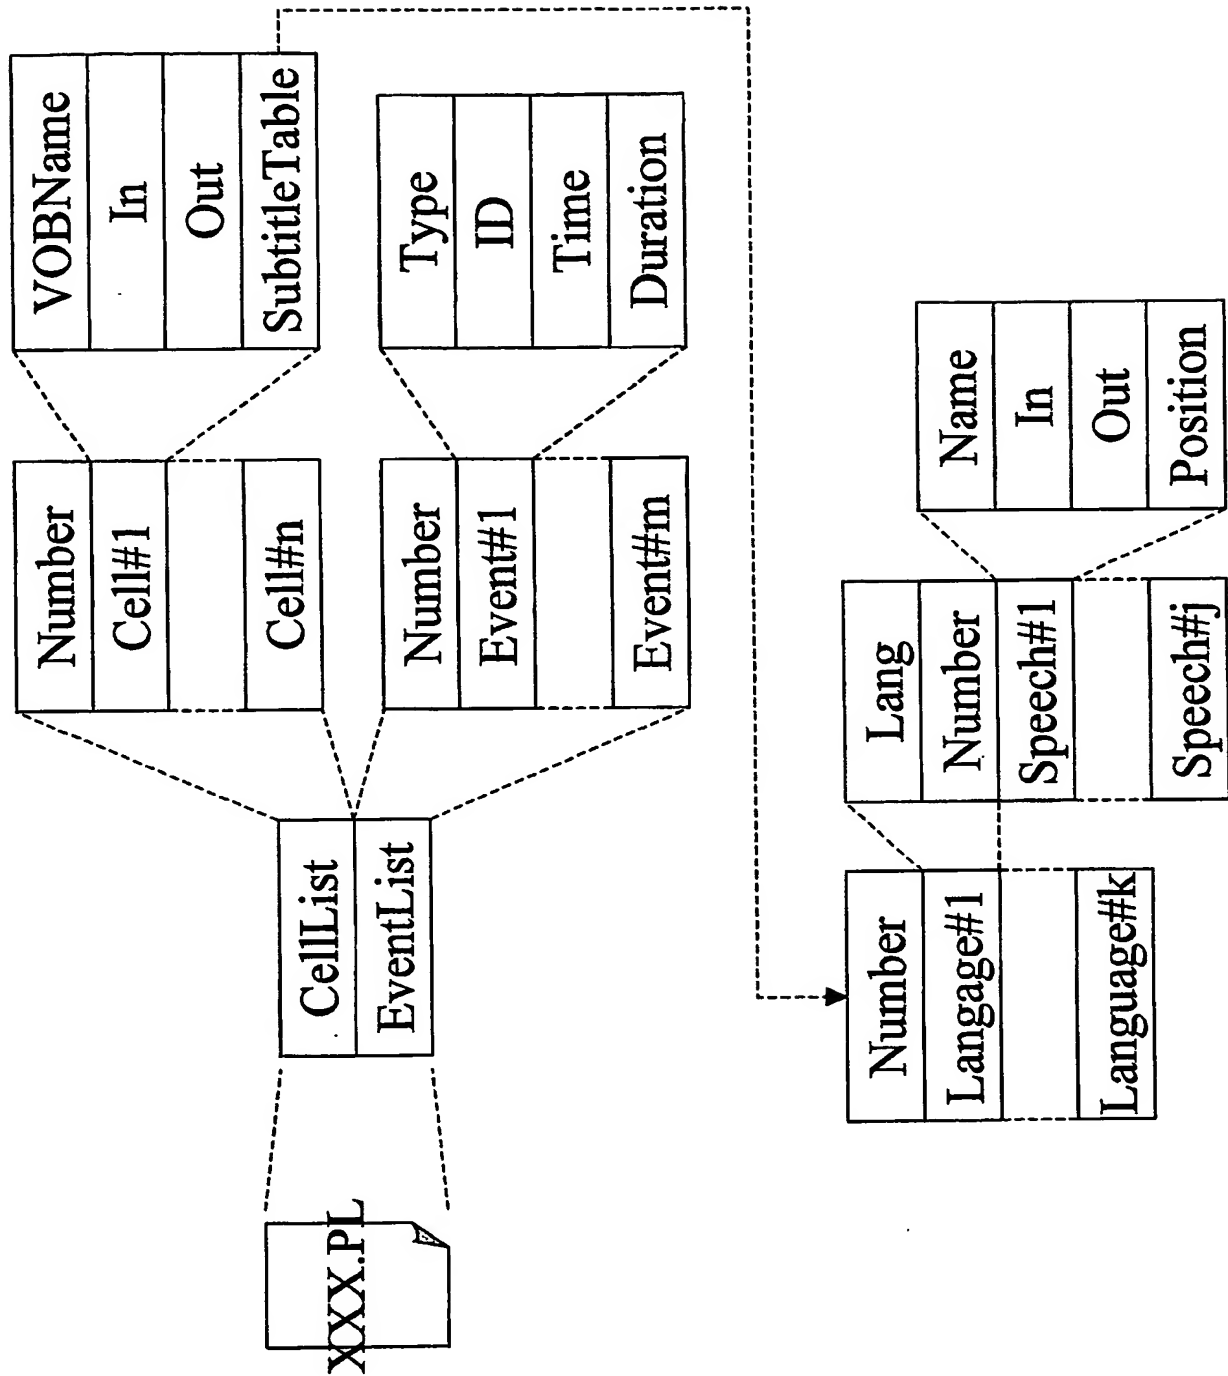 XXX.PL
CellList
EventList
Number
Cell#1
Cell#n
VOBName
In
Out
SubtitleTable
Number
Event#1
Event#m
Type
ID
Time
Duration
Number
Langage#1
Language#k
Lang
Number
Speech#1
Speech#j
Name
In
Out
Position